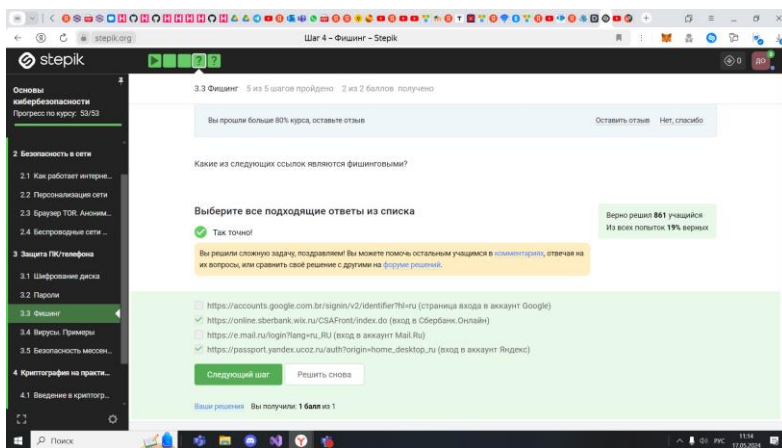 stepik.org
Шаг 4 – Фишинг – Stepik
stepik
0
ДО
Основы
кибербезопасности
Прогресс по курсу: 53/53
3.3 Фишинг 5 из 5 шагов пройдено 2 из 2 баллов получено
Вы прошли больше 80% курса, оставьте отзыв
Оставить отзыв Нет, спасибо
2 Безопасность в сети
2.1 Как работает интерне...
2.2 Персонализация сети
2.3 Браузер TOR. Аноним...
2.4 Беспроводные сети ...
3 Защита ПК/телефона
3.1 Шифрование диска
3.2 Пароли
3.3 Фишинг
3.4 Вирусы. Примеры
3.5 Безопасность мессен...
4 Криптография на практи...
4.1 Введение в криптогр...
Какие из следующих ссылок являются фишинговыми?
Выберите все подходящие ответы из списка
Верно решил 861 учащийся
Из всех попыток 19% верных
Так точно!
Вы решили сложную задачу, поздравляем! Вы можете помочь остальным учащимся в комментариях, отвечая на
их вопросы, или сравнить своё решение с другими на форуме решений.
https://accounts.google.com.br/signin/v2/identifier?hl=ru (страница входа в аккаунт Google)
https://online.sberbank.wix.ru/CSAFront/index.do (вход в Сбербанк.Онлайн)
https://e.mail.ru/login?lang=ru_RU (вход в аккаунт Mail.Ru)
https://passport.yandex.ucoz.ru/auth?origin=home_desktop_ru (вход в аккаунт Яндекс)
Следующий шаг
Решить снова
Ваши решения Вы получили: 1 балл из 1
Поиск
РУС
11:14
17.05.2024